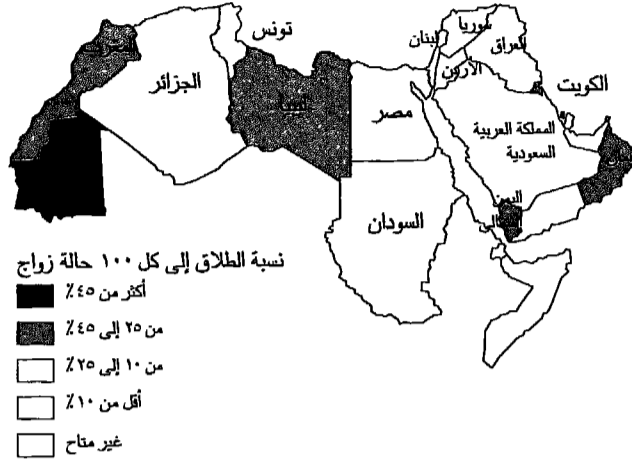 تونس
سوريا
لبنان
العراق
المغرب
الجزائر
ليبيا
الأردن
الكويت
مصر
المملكة العربية
السعودية
اليمن
السودان
نسبة الطلاق إلى كل ١٠٠ حالة زواج
أكثر من ٤٥٪
من ٢٥ إلى ٤٥٪
من ١٠ إلى ٢٥٪
أقل من ١٠٪
غير متاح